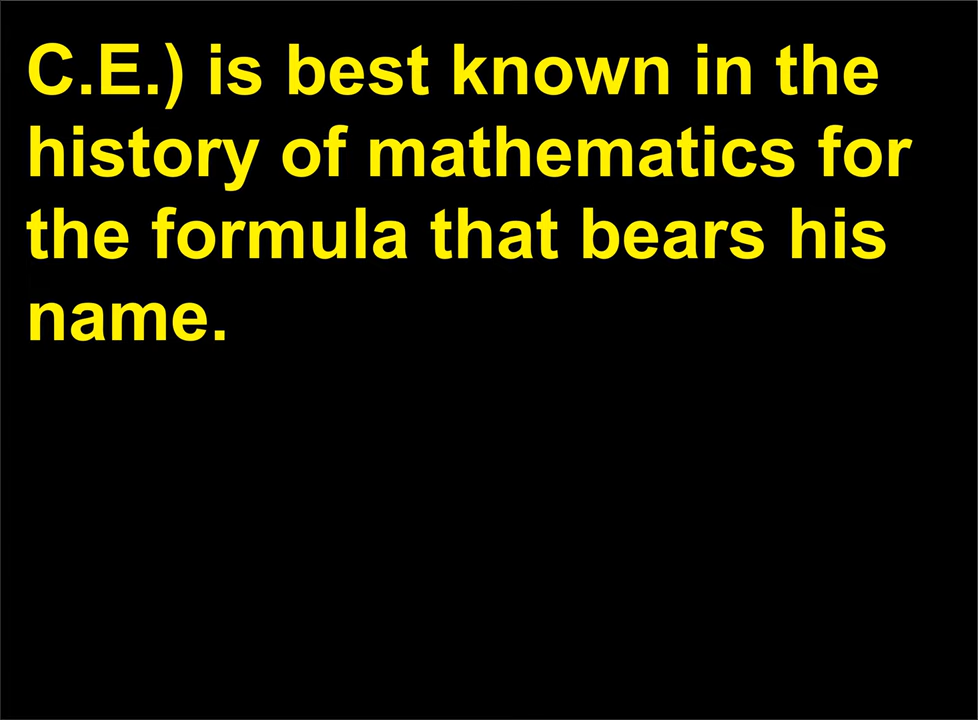 C.E.) is best known in the
history of mathematics for
the formula that bears his
name.